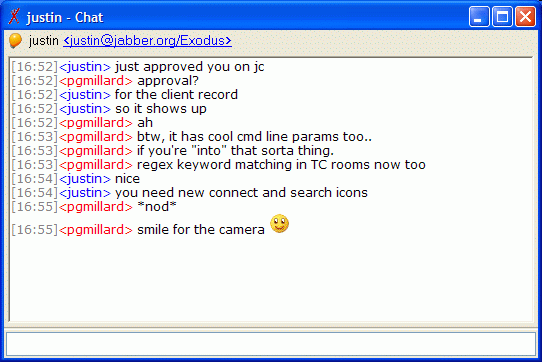 justin - Chat
justin <justin@jabber.org/Exodus>
[16:52]<justin> just approved you on jc
[16:52]<pgmillard> approval?
[16:52]<justin> for the client record
[16:52]<justin> so it shows up
[16:52]<pgmillard> ah
[16:53]<pgmillard> btw, it has cool cmd line params too..
[16:53]<pgmillard> if you're "into" that sorta thing.
[16:53]<pgmillard> regex keyword matching in TC rooms now too
[16:54]<justin> nice
[16:54]<justin> you need new connect and search icons
[16:55]<pgmillard> *nod*
[16:55]<pgmillard> smile for the camera